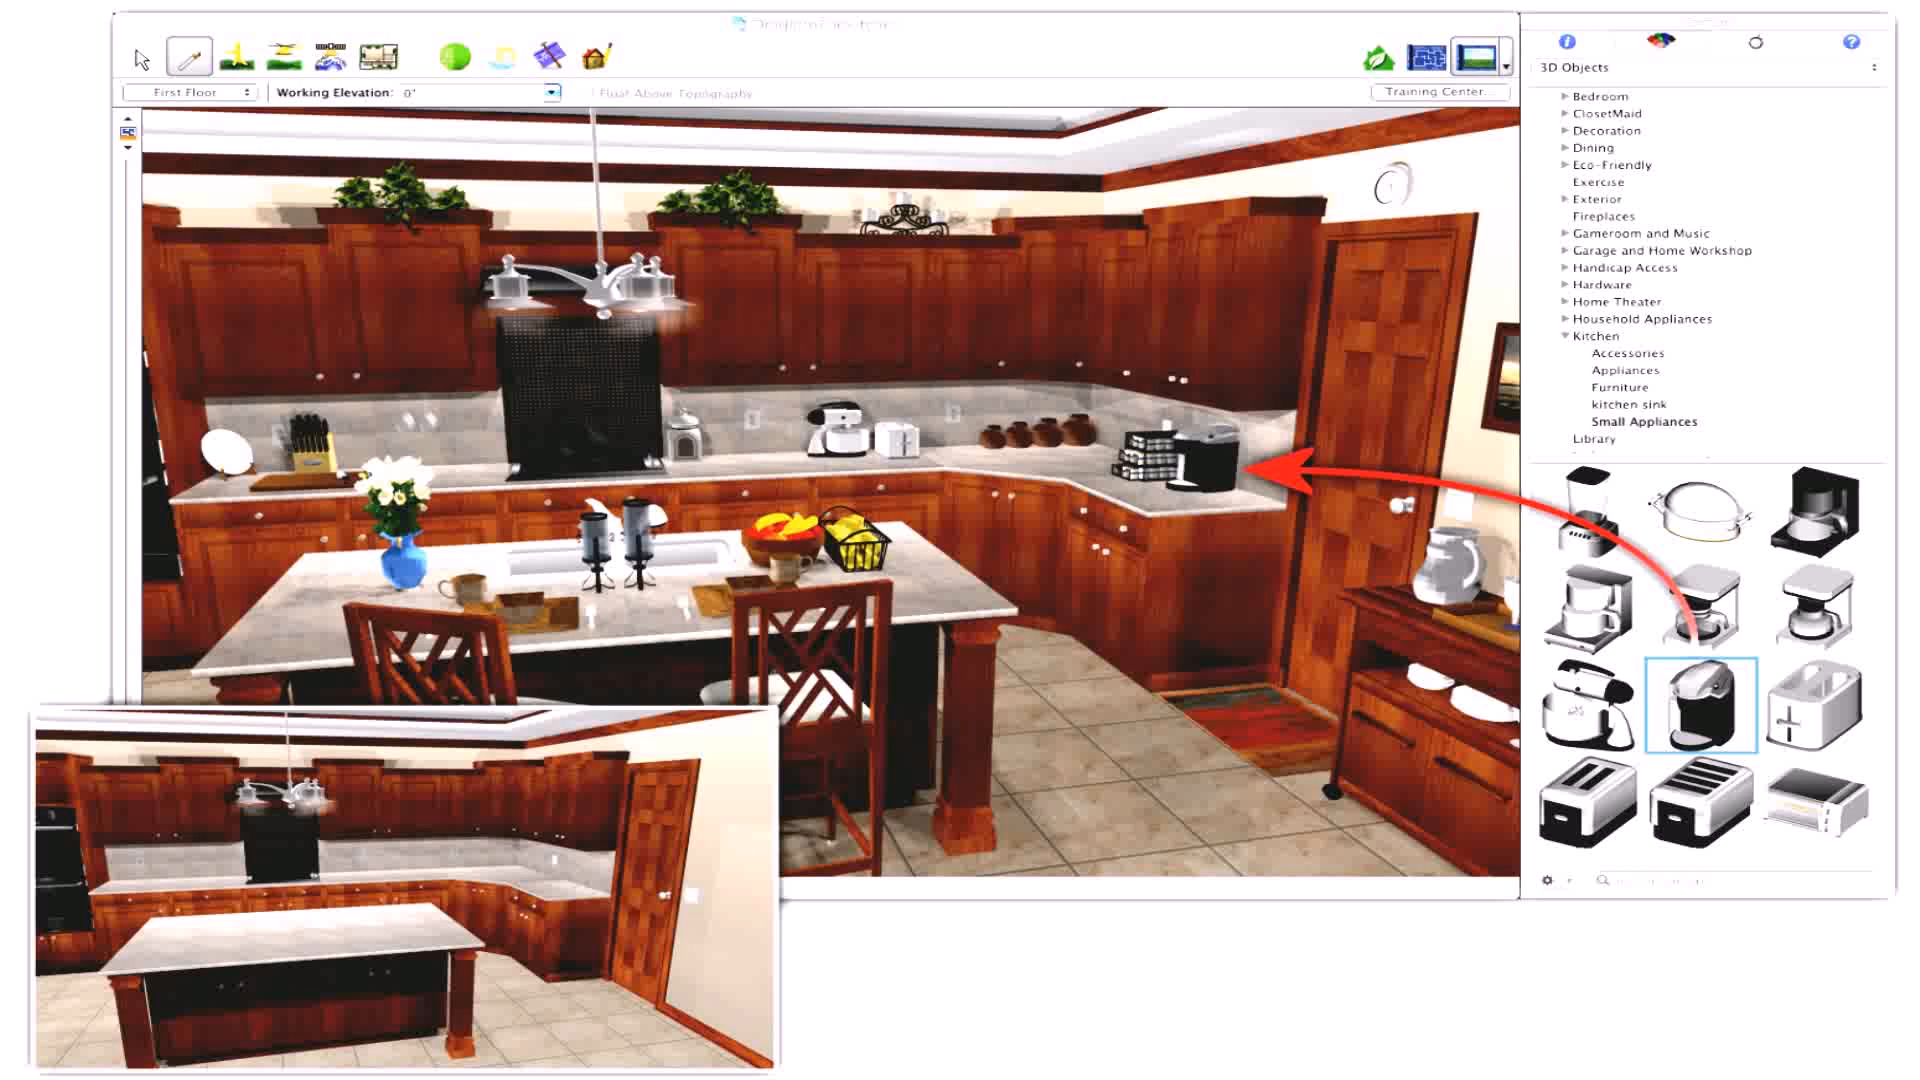 First Floor
Working Elevation: 0"
Float Above Topography
Training Center...
3D Objects
Bedroom
ClosetMaid
Decoration
Dining
Eco-Friendly
Exercise
Exterior
Fireplaces
Gameroom and Music
Garage and Home Workshop
Handicap Access
Hardware
Home Theater
Household Appliances
Kitchen
Accessories
Appliances
Furniture
kitchen sink
Small Appliances
Library